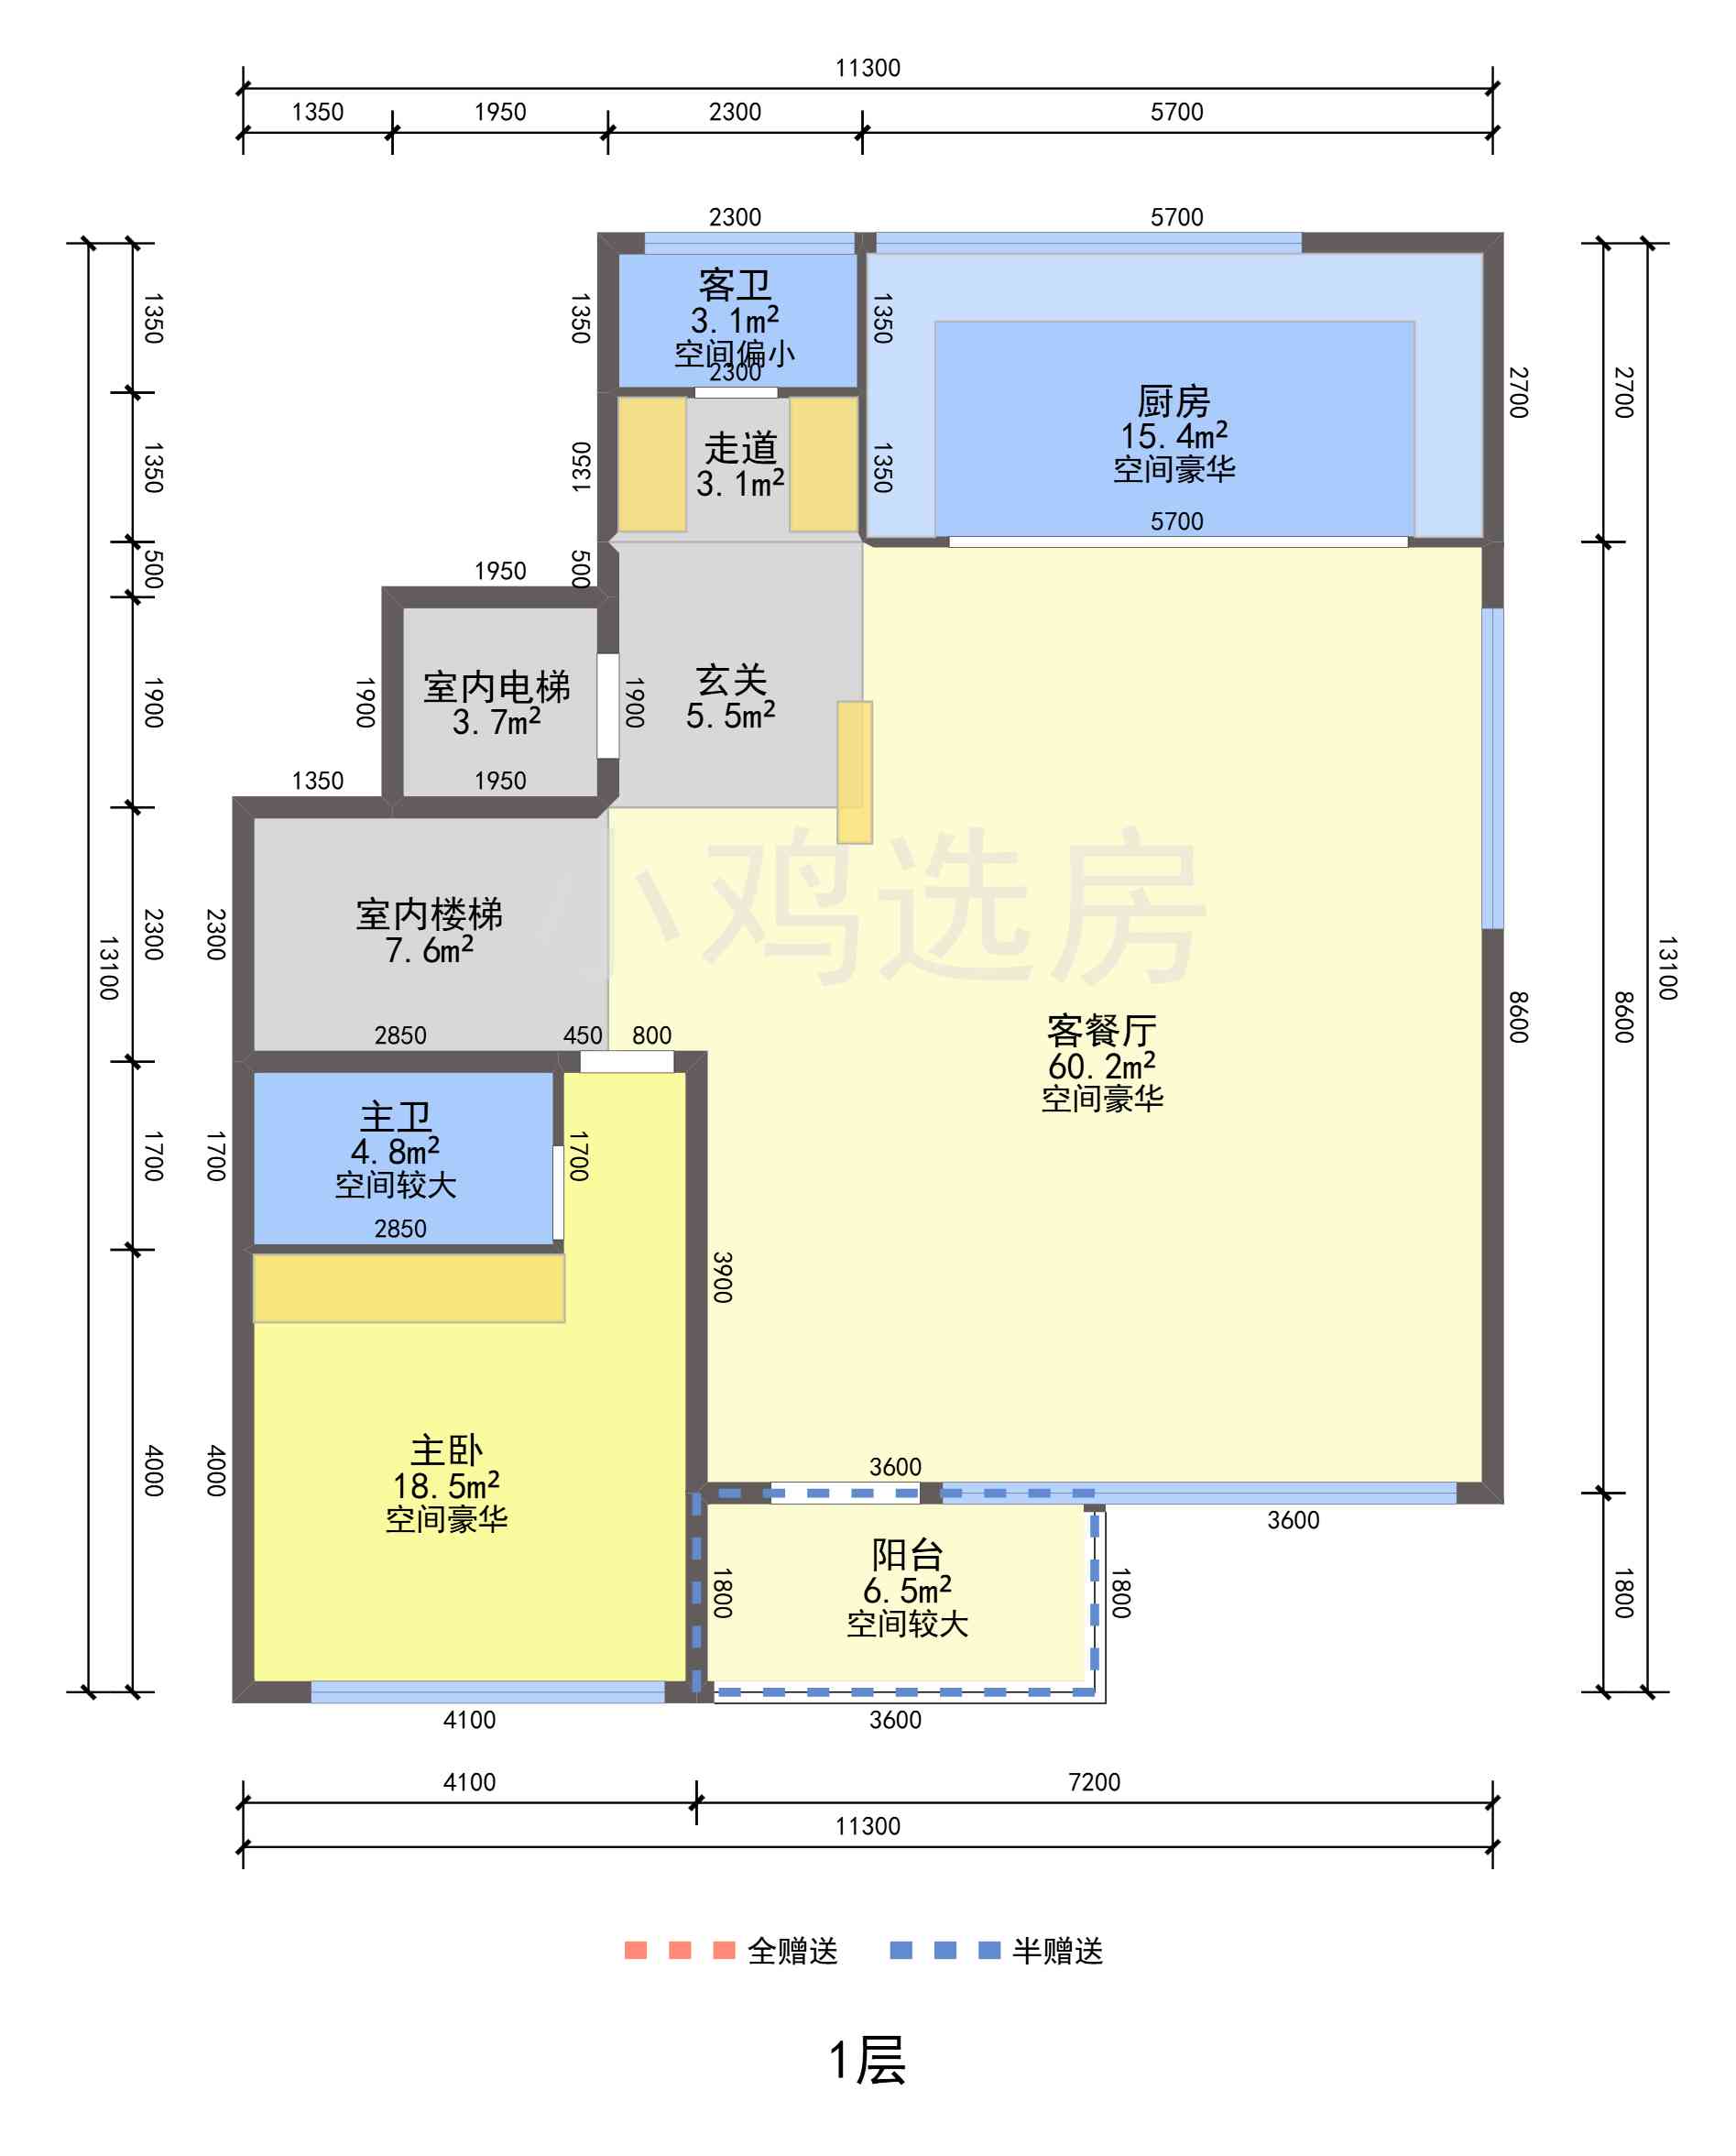 11300
1350
1950
2300
5700
2300
5700
客卫
3.1m²
空间偏小
2300
1350
1350
1350
1350
厨房
15.4m²
空间豪华
5700
2700
2700
走道
3.1m²
1350
1350
500
500
1950
室内电梯
3.7m²
1950
1900
1900
1900
玄关
5.5m²
1350
小鸡选房
室内楼梯
7.6m²
2300
2300
13100
13100
8600
8600
客餐厅
60.2m²
空间豪华
2850
450
800
主卫
4.8m²
空间较大
2850
1700
1700
1700
3900
主卧
18.5m²
空间豪华
4000
4000
3600
3600
阳台
6.5m²
空间较大
1800
1800
1800
4100
3600
4100
7200
11300
全赠送
半赠送
1层